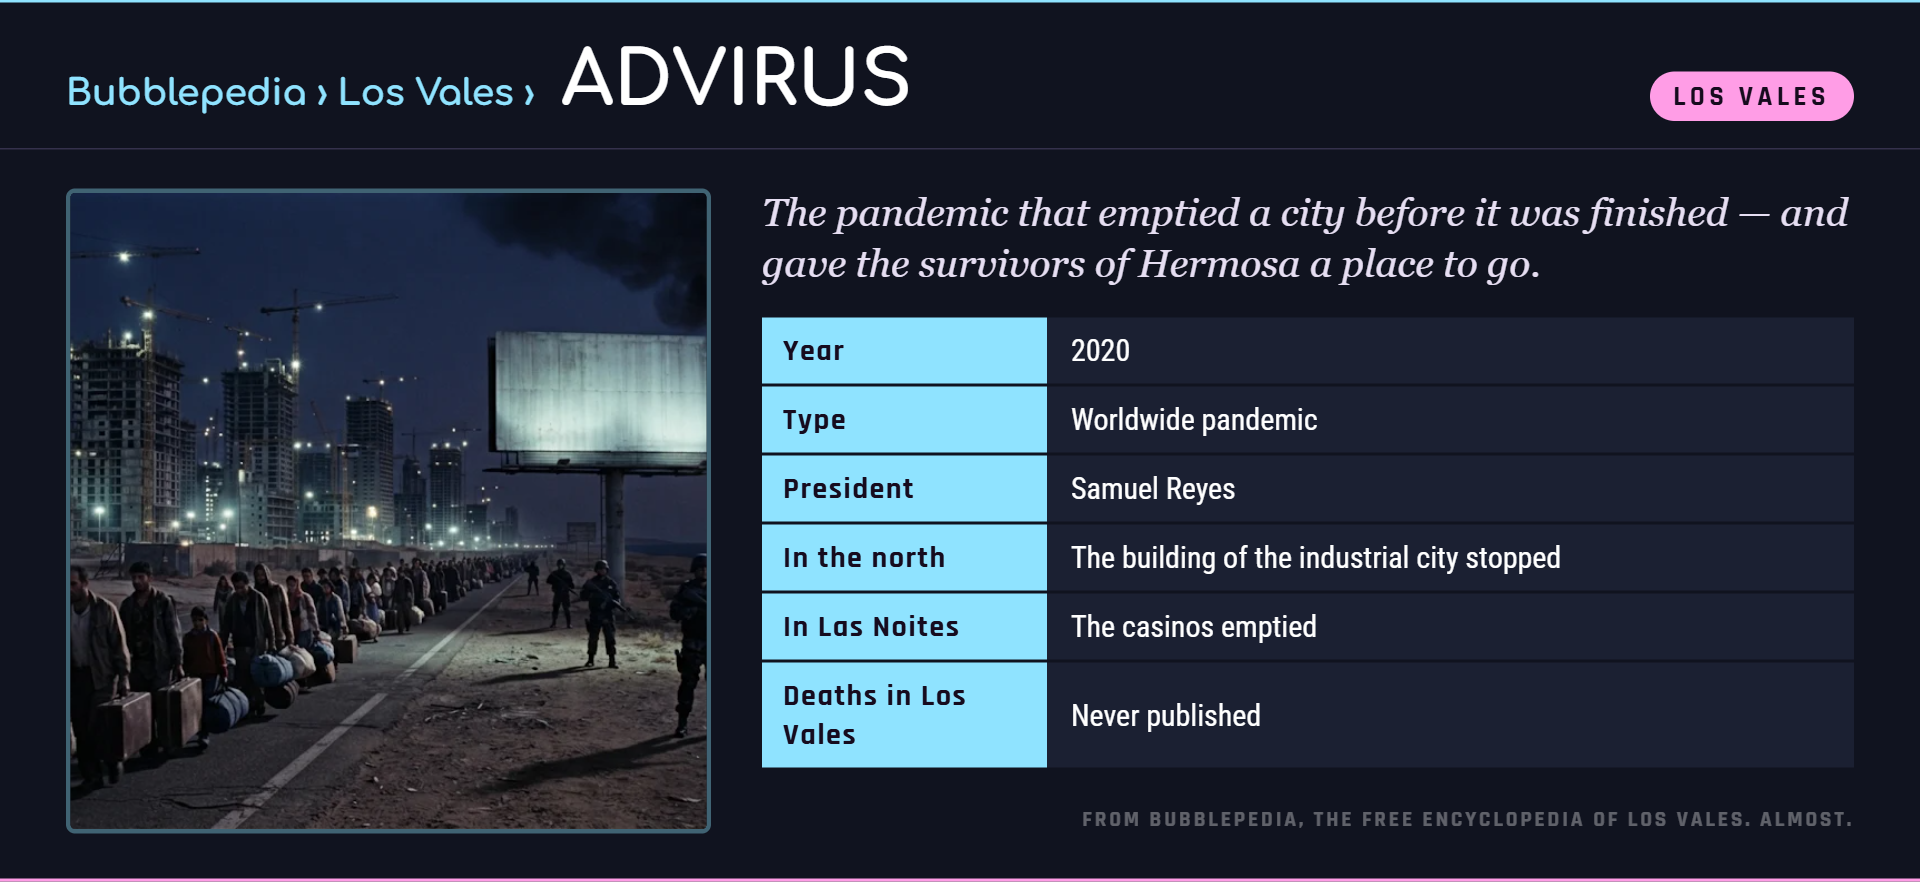 Bubblepedia › Los Vales › ADVIRUS
LOS VALES
The pandemic that emptied a city before it was finished — and
gave the survivors of Hermosa a place to go.
Year
2020
Type
Worldwide pandemic
President
Samuel Reyes
In the north
The building of the industrial city stopped
In Las Noites
The casinos emptied
Deaths in Los
Vales
Never published
FROM BUBBLEPEDIA, THE FREE ENCYCLOPEDIA OF LOS VALES. ALMOST.